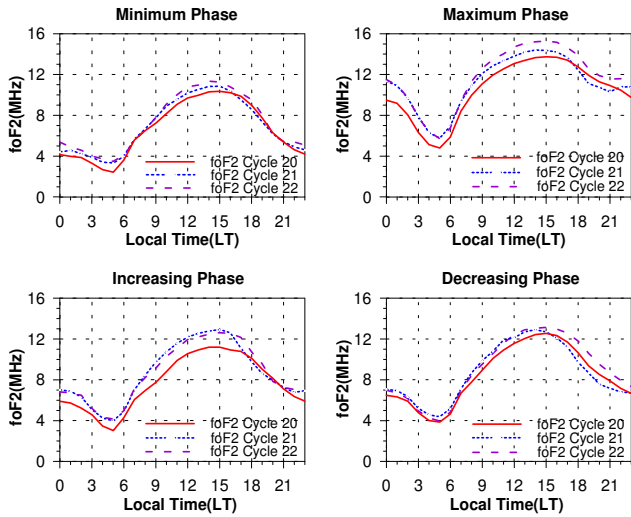 Minimum Phase
16
12
8
4
0
foF2(MHz)
foF2 Cycle 20
foF2 Cycle 21
foF2 Cycle 22
0 3 6 9 12 15 18 21
Local Time(LT)
Maximum Phase
16
12
8
4
0
foF2(MHz)
foF2 Cycle 20
foF2 Cycle 21
foF2 Cycle 22
0 3 6 9 12 15 18 21
Local Time(LT)
Increasing Phase
16
12
8
4
0
foF2(MHz)
foF2 Cycle 20
foF2 Cycle 21
foF2 Cycle 22
0 3 6 9 12 15 18 21
Local Time(LT)
Decreasing Phase
16
12
8
4
0
foF2(MHz)
foF2 Cycle 20
foF2 Cycle 21
foF2 Cycle 22
0 3 6 9 12 15 18 21
Local Time(LT)